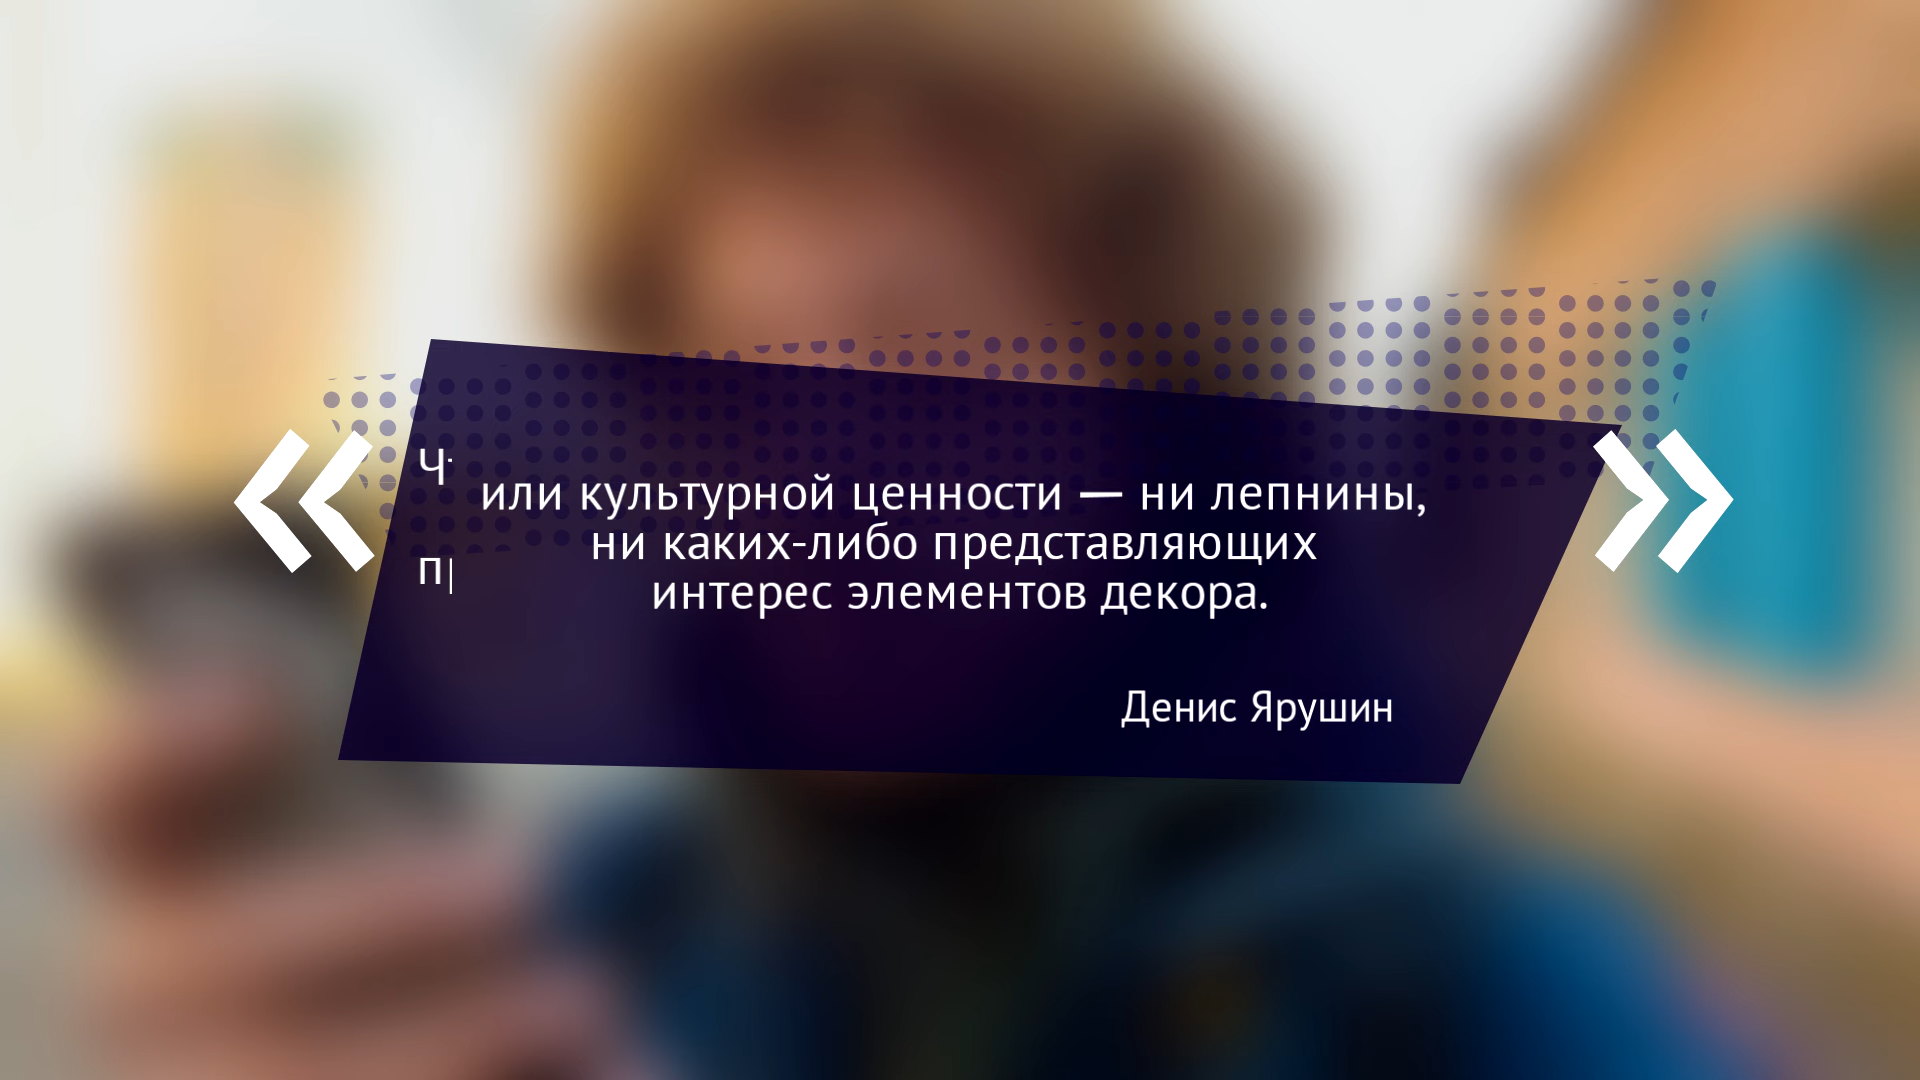 или культурной ценности — ни лепнины,
ни каких-либо представляющих
интерес элементов декора.
Денис Ярушин